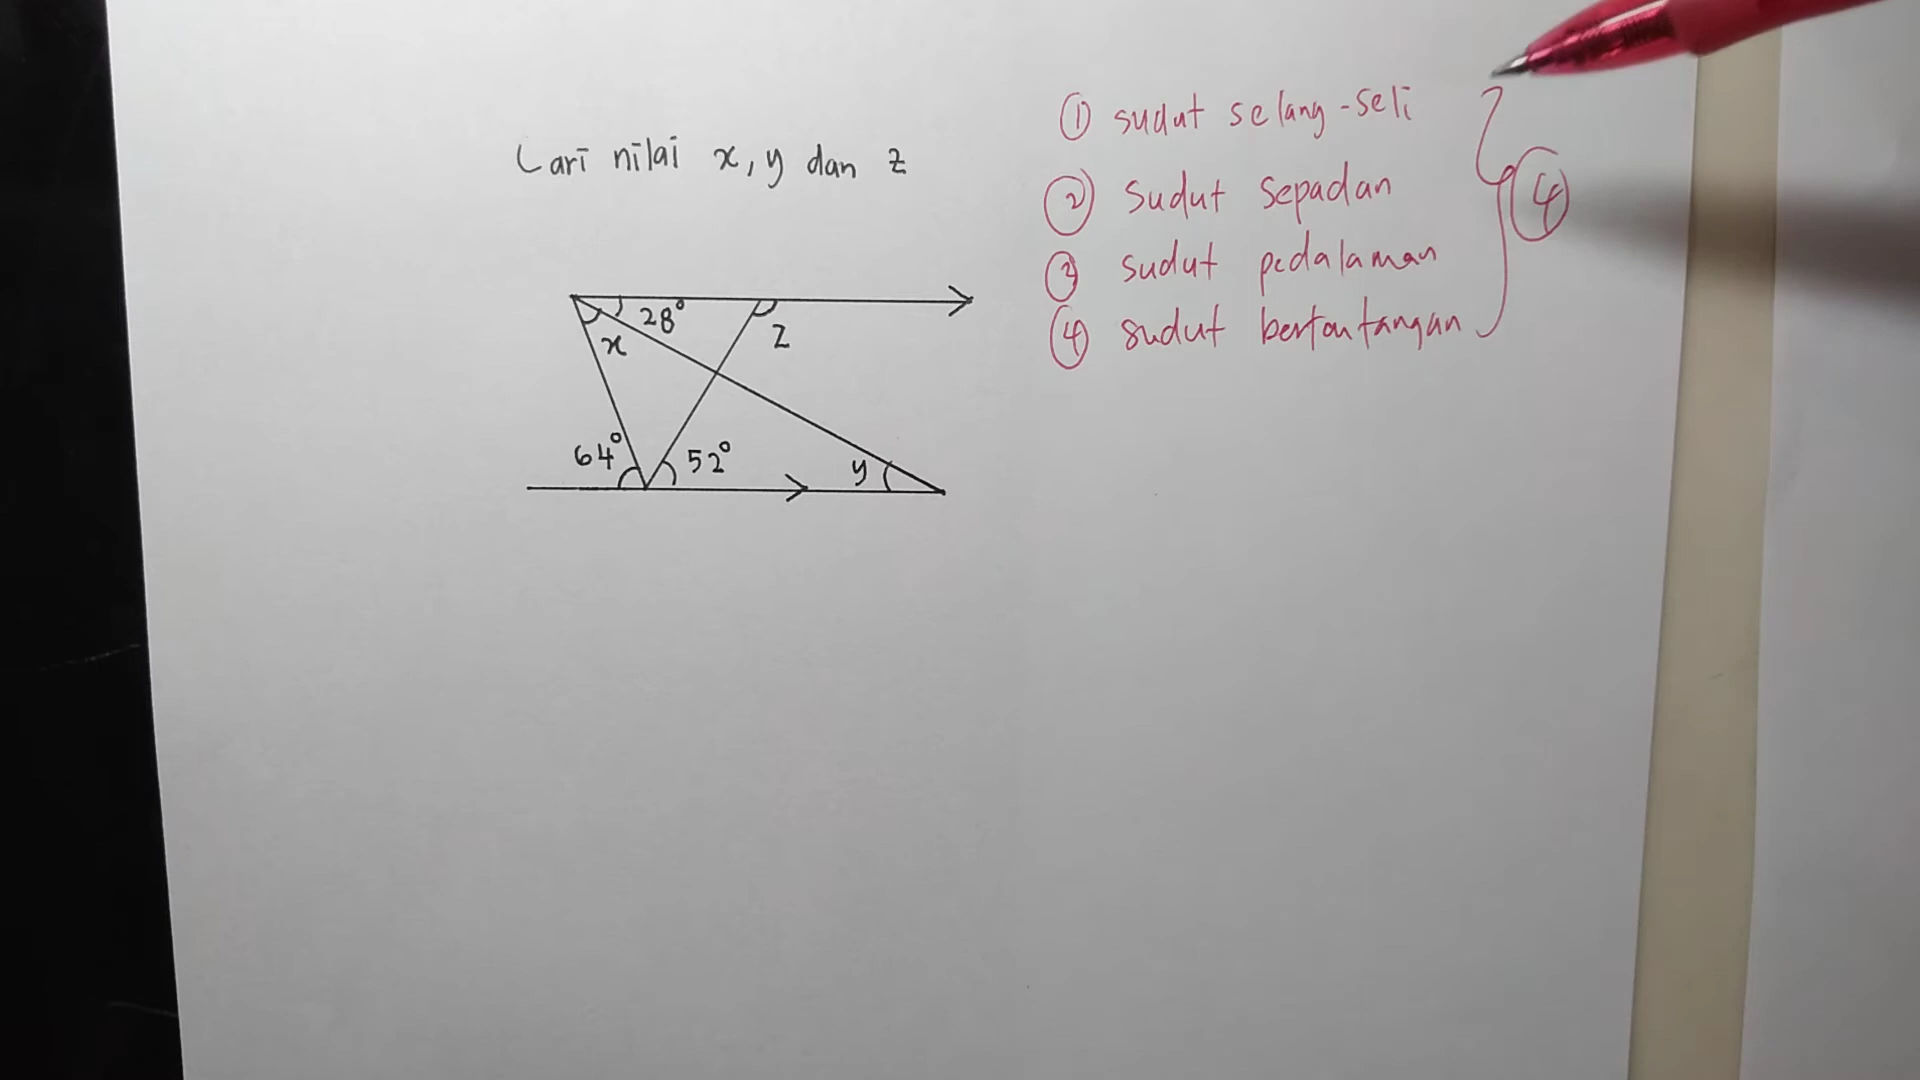 Cari nilai x, y dan z
28°
x
z
64°
52°
y
① sudut selang-seli
② sudut sepadan
③ sudut pedalaman
④ sudut bertentangan
④